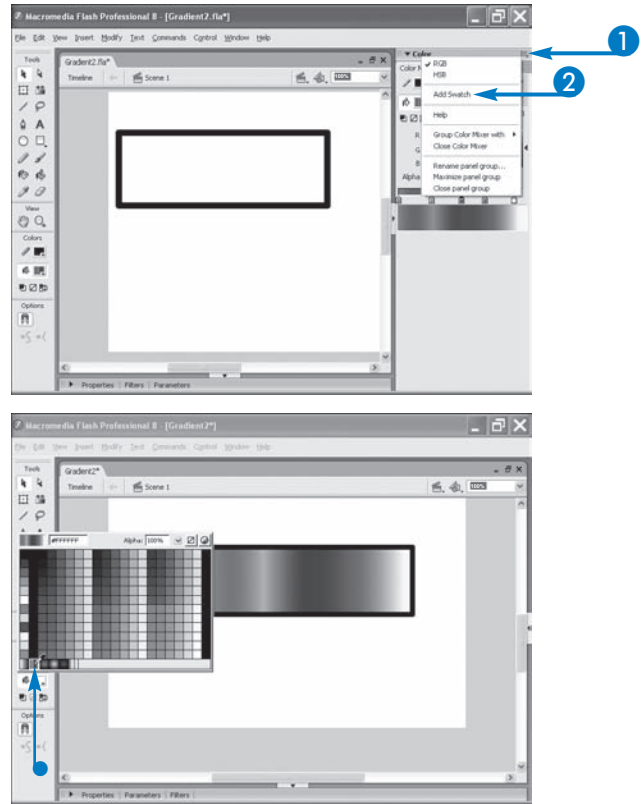 Macromedia Flash Professional 8 - [Gradient2.fla*]
File Edit View Insert Modify Text Commands Control Window Help
Tools
Gradient2.fla*
Timeline Scene 1 100%
Color
Color M
RGB
HSB
Add Swatch
Help
Group Color Mixer with
Close Color Mixer
Rename panel group...
Maximize panel group
Close panel group
R
G
B
Alpha
1
2
A
View
Colors
Options
Properties Filters Parameters
Macromedia Flash Professional 8 - [Gradient2*]
File Edit View Insert Modify Text Commands Control Window Help
Tools
Gradient2*
Timeline Scene 1 100%
#FFFFFF Alpha: 100%
Options
Properties Parameters Filters